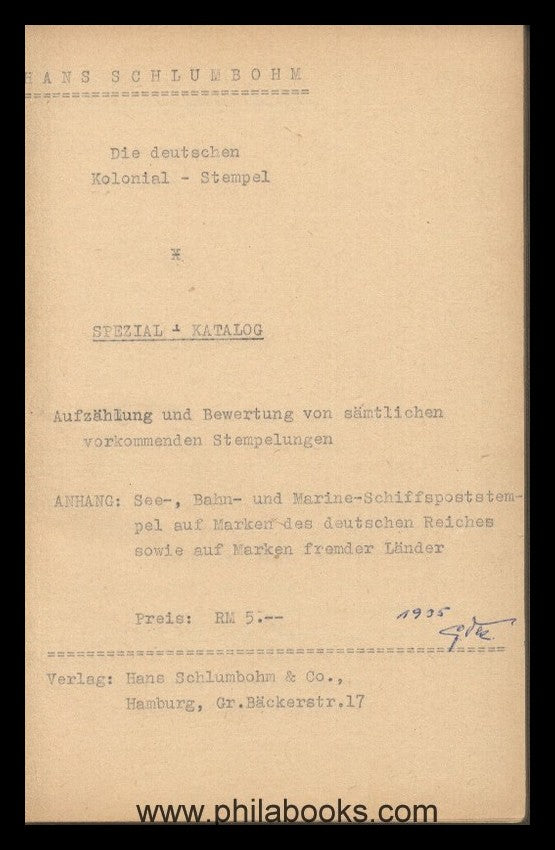 HANS SCHLUMBOHM
==============================
Die deutschen
Kolonial - Stempel
*
SPEZIAL - KATALOG
Aufzählung und Bewertung von sämtlichen
vorkommenden Stempelungen
ANHANG: See-, Bahn- und Marine-Schiffspoststem-
pel auf Marken des deutschen Reiches
sowie auf Marken fremder Länder
Preis: RM 5.--
1935
==================================================
Verlag: Hans Schlumbohm & Co.,
Hamburg, Gr.Bäckerstr.17
www.philabooks.com